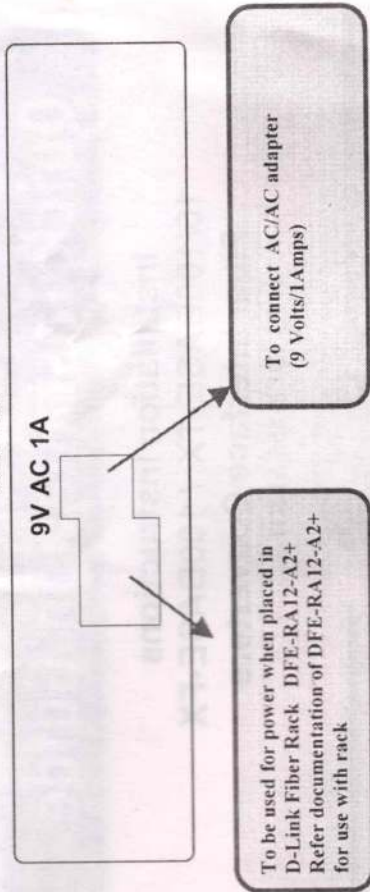 9V AC 1A
To be used for power when placed in
D-Link Fiber Rack DFE-RA12-A2+
Refer documentation of DFE-RA12-A2+
for use with rack
To connect AC/AC adapter
(9 Volts/1Amps)